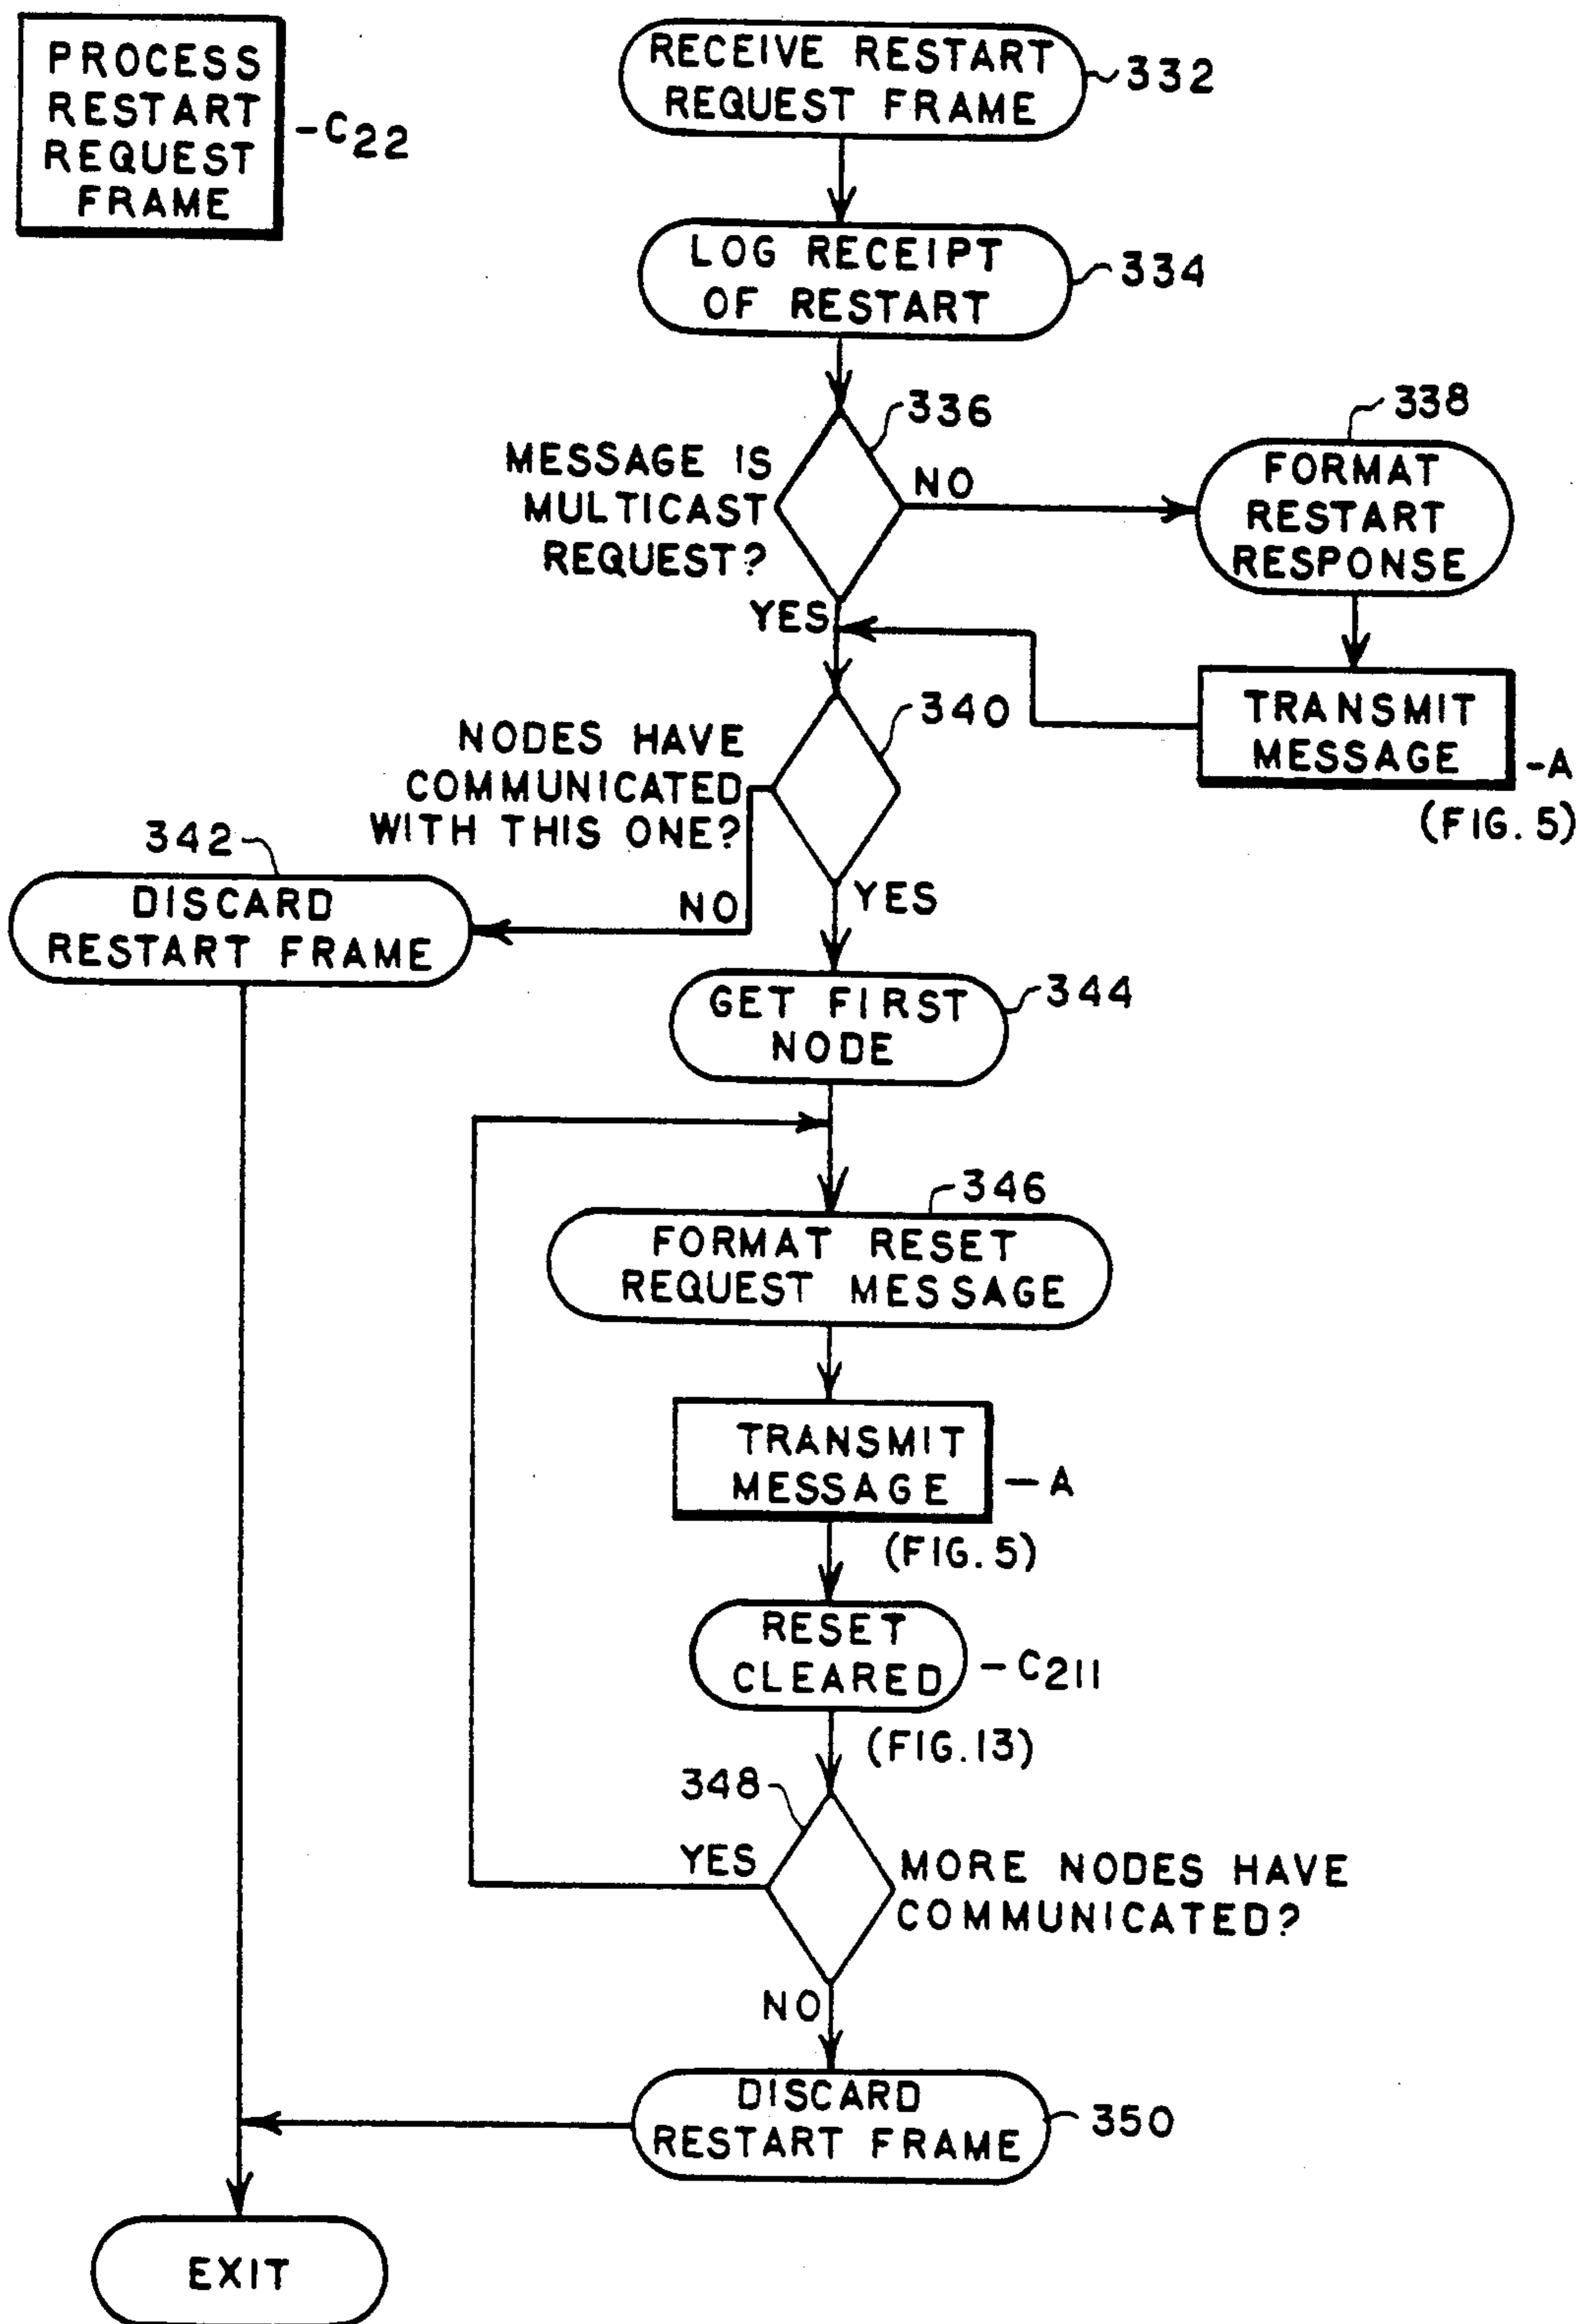 PROCESS
RESTART
REQUEST
FRAME
-C22
RECEIVE RESTART
REQUEST FRAME
332
LOG RECEIPT
OF RESTART
334
336
MESSAGE IS
MULTICAST
REQUEST?
NO
338
FORMAT
RESTART
RESPONSE
YES
TRANSMIT
MESSAGE
-A
(FIG. 5)
340
NODES HAVE
COMMUNICATED
WITH THIS ONE?
342
DISCARD
RESTART FRAME
NO
YES
GET FIRST
NODE
344
346
FORMAT RESET
REQUEST MESSAGE
TRANSMIT
MESSAGE
-A
(FIG. 5)
RESET
CLEARED
-C211
(FIG. 13)
348
YES
MORE NODES HAVE
COMMUNICATED?
NO
DISCARD
RESTART FRAME
350
EXIT